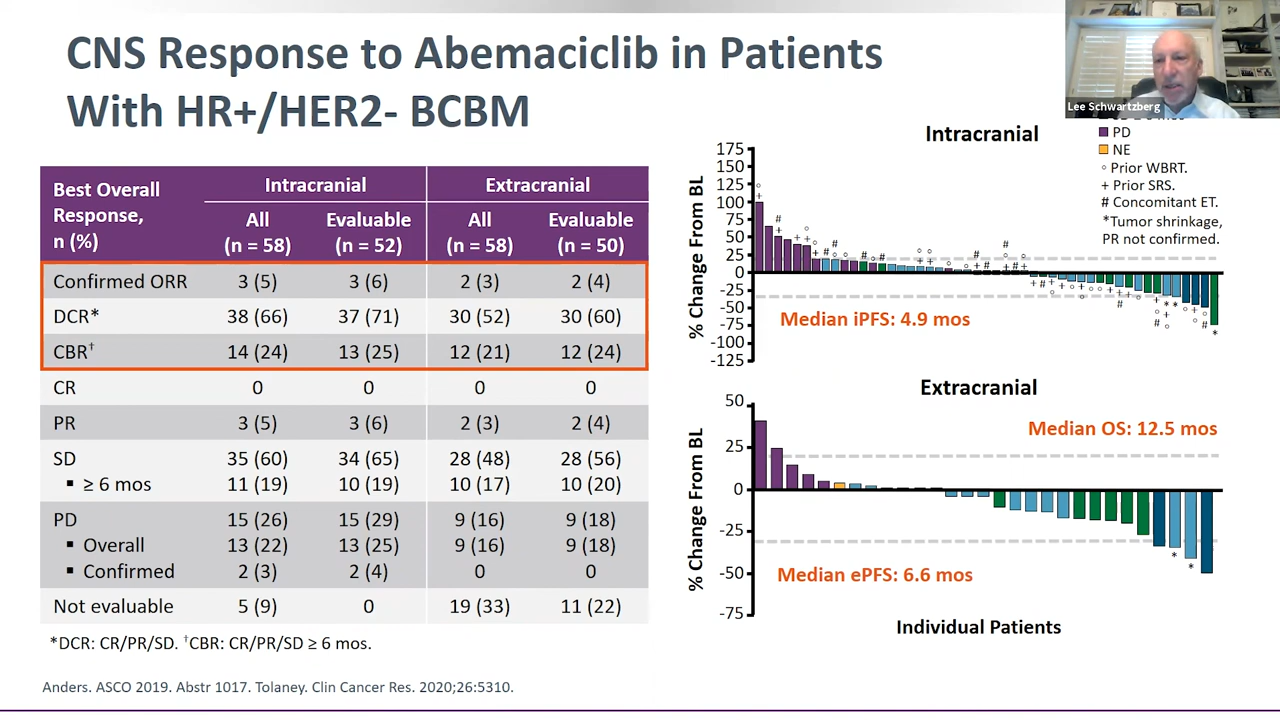 CNS Response to Abemaciclib in Patients
With HR+/HER2- BCBM
Lee Schwartzberg
Best Overall Response, n (%)
Intracranial
Extracranial
All (n = 58)
Evaluable (n = 52)
All (n = 58)
Evaluable (n = 50)
Confirmed ORR 3 (5) 3 (6) 2 (3) 2 (4)
DCR* 38 (66) 37 (71) 30 (52) 30 (60)
CBR† 14 (24) 13 (25) 12 (21) 12 (24)
CR 0 0 0 0
PR 3 (5) 3 (6) 2 (3) 2 (4)
SD 35 (60) 34 (65) 28 (48) 28 (56)
▪ ≥ 6 mos 11 (19) 10 (19) 10 (17) 10 (20)
PD 15 (26) 15 (29) 9 (16) 9 (18)
▪ Overall 13 (22) 13 (25) 9 (16) 9 (18)
▪ Confirmed 2 (3) 2 (4) 0 0
Not evaluable 5 (9) 0 19 (33) 11 (22)
*DCR: CR/PR/SD. †CBR: CR/PR/SD ≥ 6 mos.
Anders. ASCO 2019. Abstr 1017. Tolaney. Clin Cancer Res. 2020;26:5310.
Intracranial
% Change From BL
175
150
125
100
75
50
25
0
-25
-50
-75
-100
-125
Median iPFS: 4.9 mos
PD
NE
○ Prior WBRT.
+ Prior SRS.
# Concomitant ET.
*Tumor shrinkage,
PR not confirmed.
Extracranial
% Change From BL
50
25
0
-25
-50
-75
Median OS: 12.5 mos
Median ePFS: 6.6 mos
Individual Patients